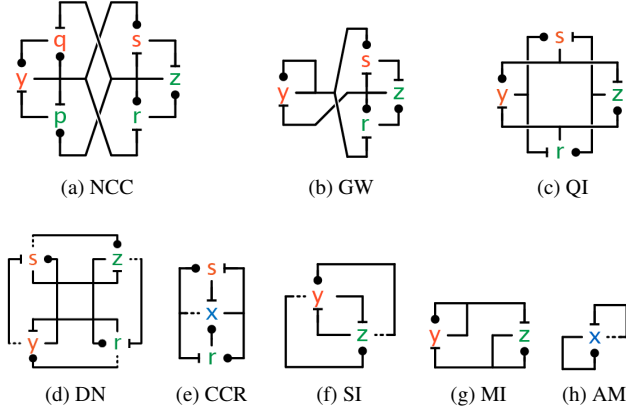 q s
y z
p r
(a) NCC
s
y z
r
(b) GW
s
y z
r
(c) QI
s z
y r
(d) DN
s
x
r
(e) CCR
y
z
(f) SI
y z
(g) MI
x
(h) AM